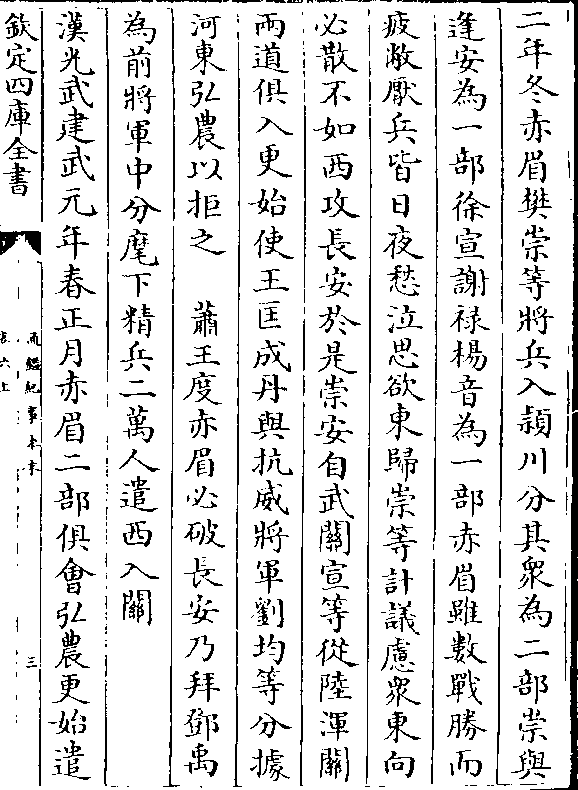 二年冬赤眉樊崇等將兵入潁川分其衆為二部崇與
逢安為一部徐宣謝禄楊音為一部赤眉雖數戰勝而
疲敝厭兵皆日夜愁泣思欲東歸崇等計議慮衆東向
必散不如西攻長安於是崇安自武關宣等從陸渾關
兩道俱入更始使王匡成丹與抗威將軍劉均等分據
河東弘農以拒之　蕭王度赤眉必破長安乃拜鄧禹
為前將軍中分麾下精兵二萬人遣西入關
漢光武建武元年春正月赤眉二部俱會弘農更始遣
欽定四庫全書
通鑑紀事本末
卷六上
三